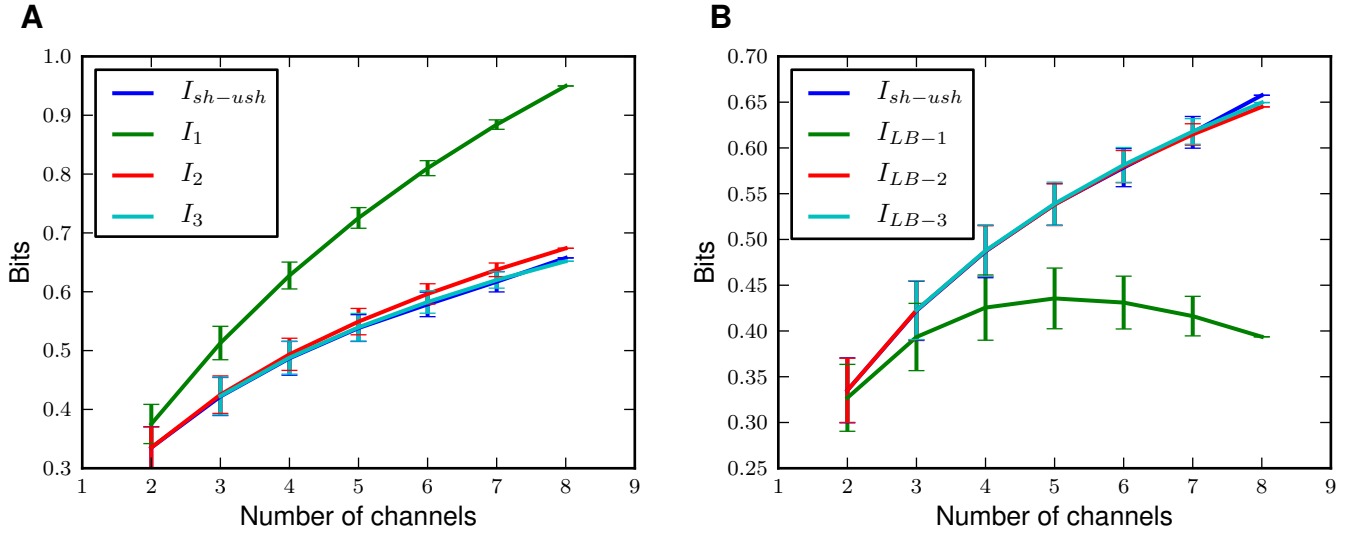 A
1.0
0.9
0.8
0.7
0.6
0.5
0.4
0.3
Bits
I_{sh-ush}
I_1
I_2
I_3
1 2 3 4 5 6 7 8 9
Number of channels
B
0.70
0.65
0.60
0.55
0.50
0.45
0.40
0.35
0.30
0.25
Bits
I_{sh-ush}
I_{LB-1}
I_{LB-2}
I_{LB-3}
1 2 3 4 5 6 7 8 9
Number of channels